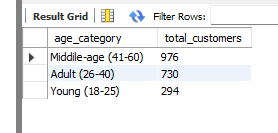 Result Grid Filter Rows:
age_category total_customers
Middile-age (41-60) 976
Adult (26-40) 730
Young (18-25) 294